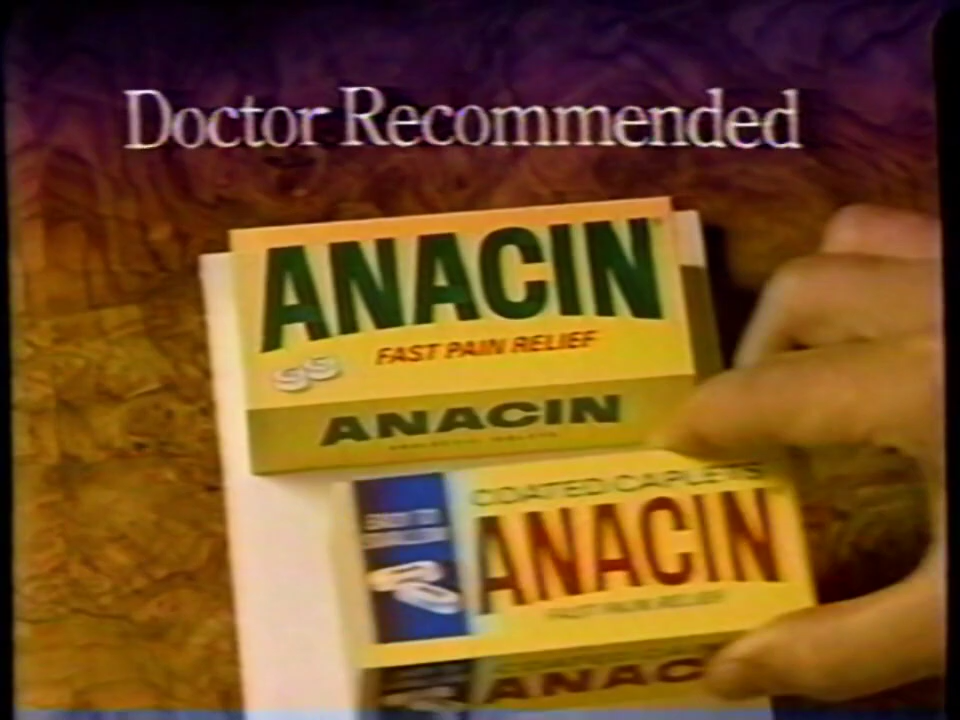 Doctor Recommended
ANACIN
FAST PAIN RELIEF
ANACIN
COATED CAPLETS
ANACIN
FAST PAIN RELIEF
ANAC